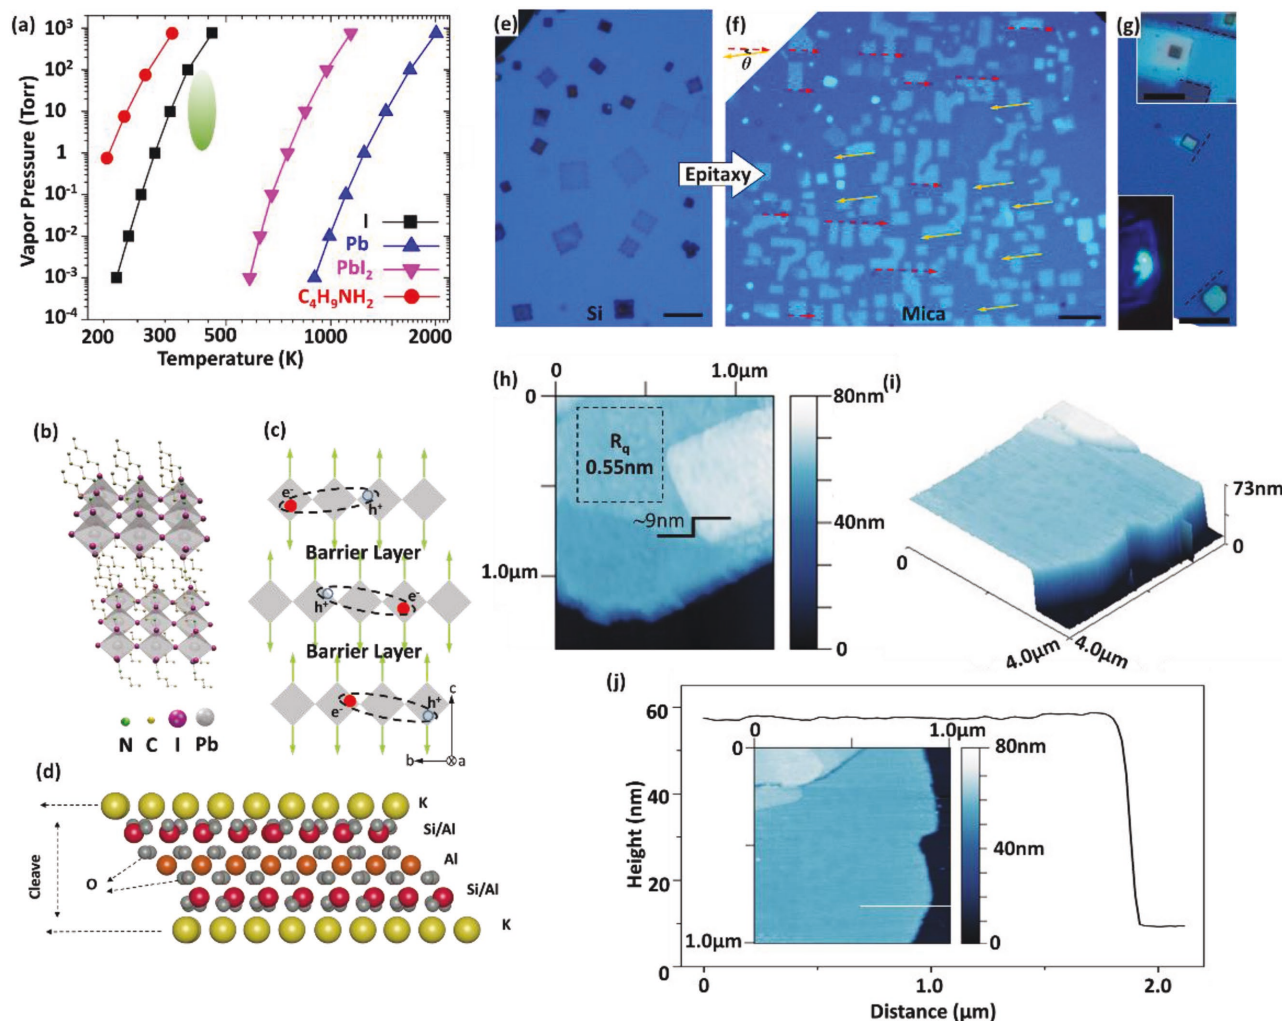 (a)
10³
10²
10
1
10⁻¹
10⁻²
10⁻³
10⁻⁴
Vapor Pressure (Torr)
I
Pb
PbI₂
C₄H₉NH₂
200
300
500
1000
2000
Temperature (K)
(e)
Si
Epitaxy
(f)
θ
Mica
(g)
(b)
N C I Pb
(c)
e⁻
h⁺
Barrier Layer
h⁺
e⁻
Barrier Layer
e⁻
h⁺
c
b
a
(d)
K
Si/Al
Al
O
Si/Al
K
Cleave
(h)
0
1.0μm
0
1.0μm
Rq
0.55nm
~9nm
80nm
40nm
0
(i)
73nm
0
0
4.0μm
4.0μm
(j)
60
40
20
0
Height (nm)
0
1.0μm
0
1.0μm
80nm
40nm
0
0
1.0
2.0
Distance (μm)